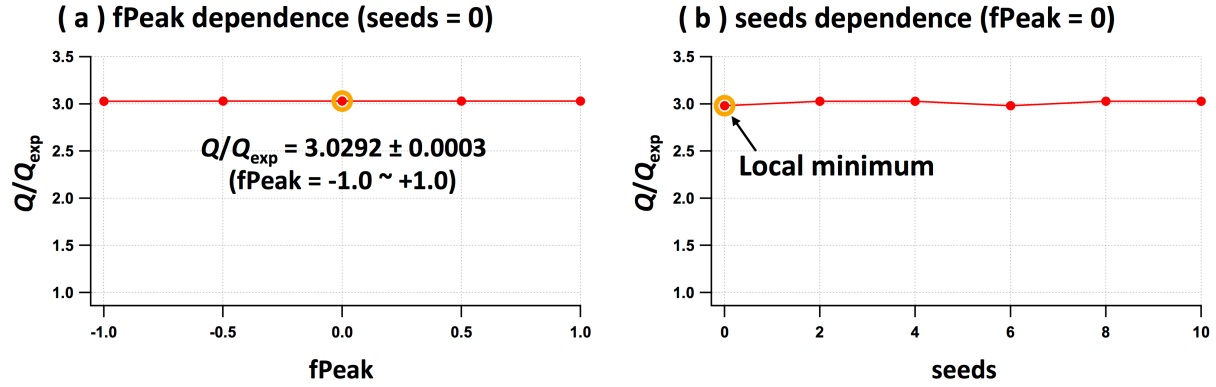 ( a ) fPeak dependence (seeds = 0)
3.5
3.0
2.5
2.0
1.5
1.0
Q/Qexp
Q/Qexp = 3.0292 ± 0.0003
(fPeak = -1.0 ~ +1.0)
-1.0 -0.5 0.0 0.5 1.0
fPeak
( b ) seeds dependence (fPeak = 0)
3.5
3.0
2.5
2.0
1.5
1.0
Q/Qexp
Local minimum
0 2 4 6 8 10
seeds